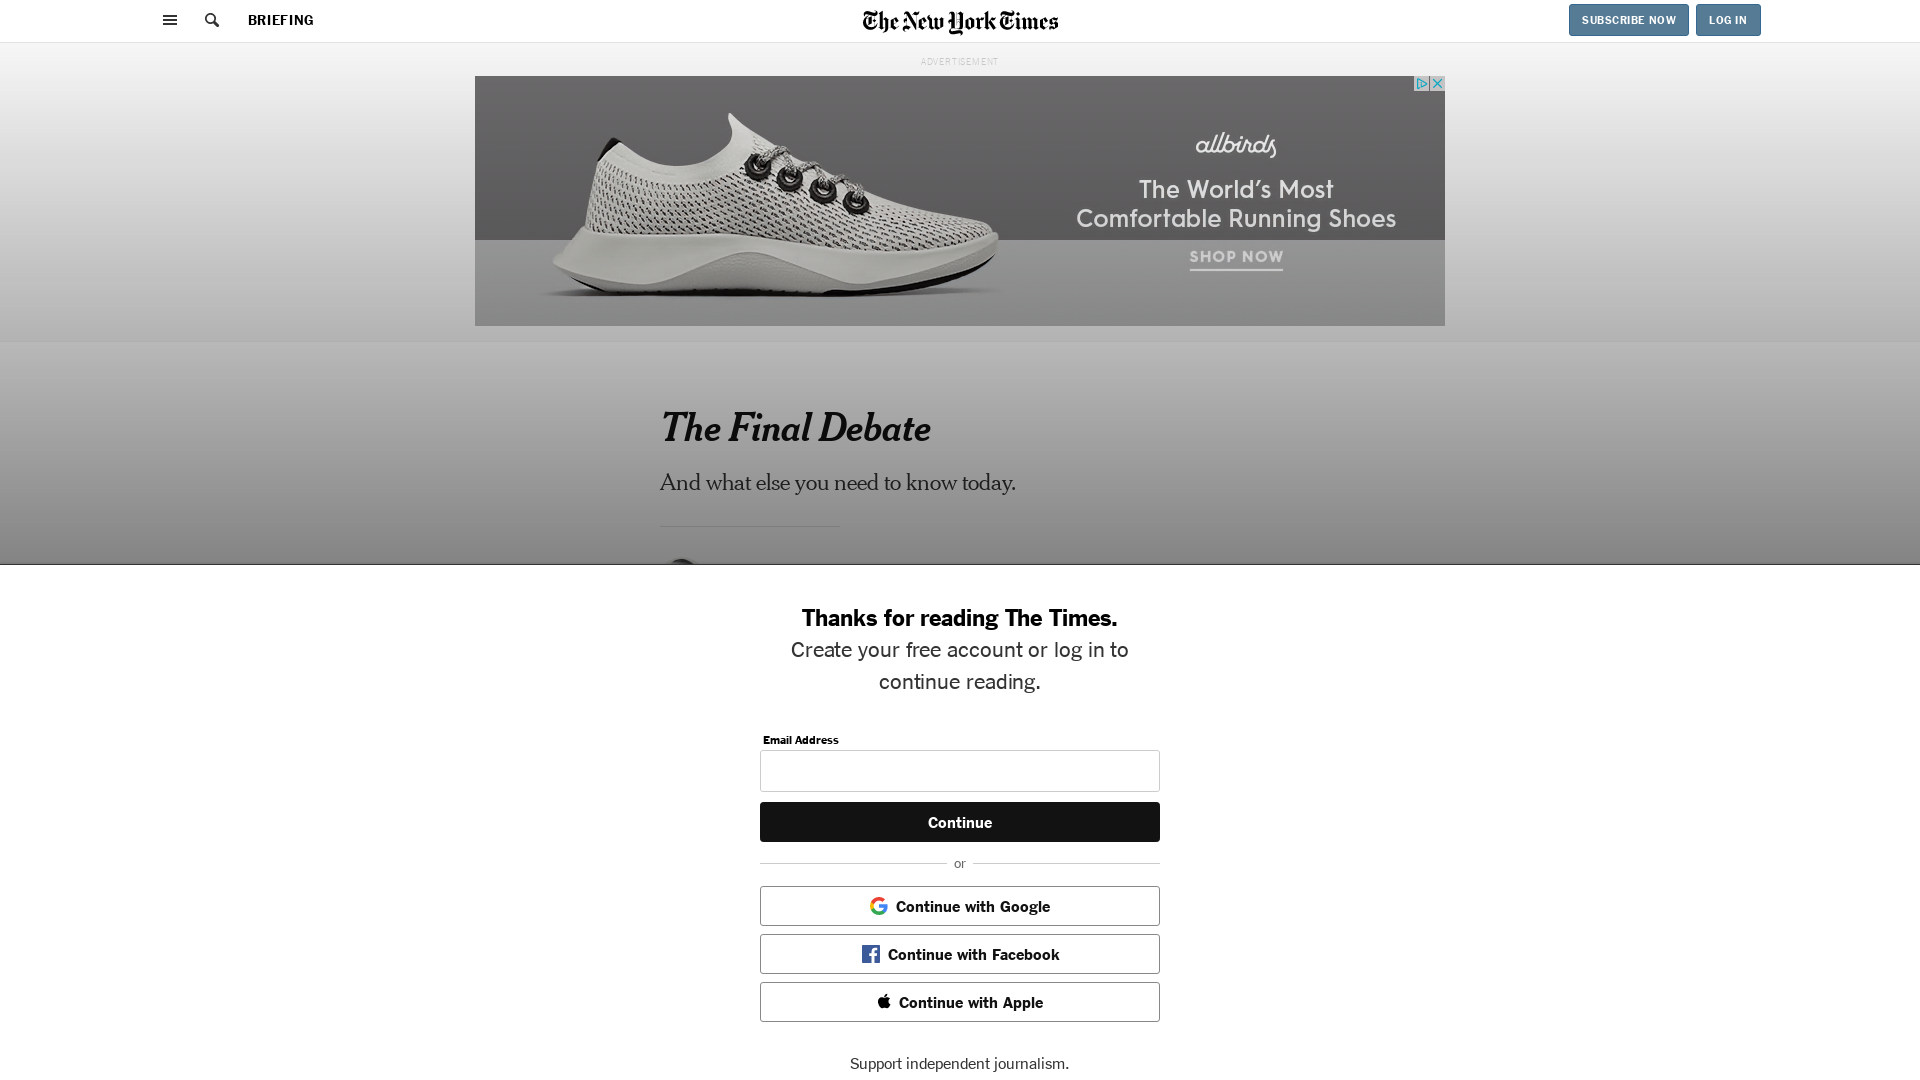 BRIEFING
The New York Times
SUBSCRIBE NOW
LOG IN
ADVERTISEMENT
allbirds
The World's Most
Comfortable Running Shoes
SHOP NOW
The Final Debate
And what else you need to know today.
Thanks for reading The Times.
Create your free account or log in to
continue reading.
Email Address
Continue
or
Continue with Google
Continue with Facebook
Continue with Apple
Support independent journalism.